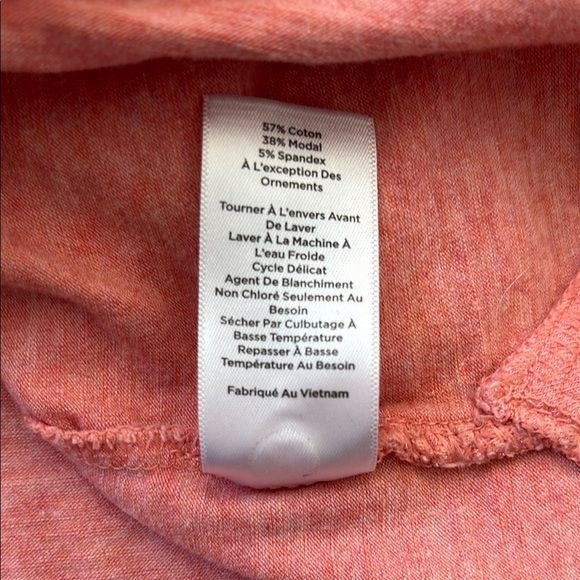 57% Coton
38% Modal
5% Spandex
À L'exception Des
Ornements
Tourner À L'envers Avant
De Laver
Laver À La Machine À
L'eau Froide
Cycle Délicat
Agent De Blanchiment
Non Chloré Seulement Au
Besoin
Sécher Par Culbutage À
Basse Température
Repasser À Basse
Température Au Besoin
Fabriqué Au Vietnam